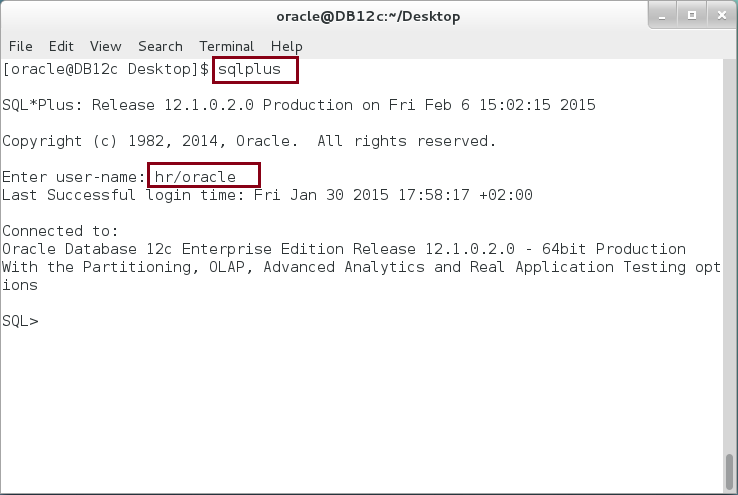 oracle@DB12c:~/Desktop
File Edit View Search Terminal Help
[oracle@DB12c Desktop]$ sqlplus
SQL*Plus: Release 12.1.0.2.0 Production on Fri Feb 6 15:02:15 2015
Copyright (c) 1982, 2014, Oracle.  All rights reserved.
Enter user-name: hr/oracle
Last Successful login time: Fri Jan 30 2015 17:58:17 +02:00
Connected to:
Oracle Database 12c Enterprise Edition Release 12.1.0.2.0 - 64bit Production
With the Partitioning, OLAP, Advanced Analytics and Real Application Testing opt
ions
SQL>